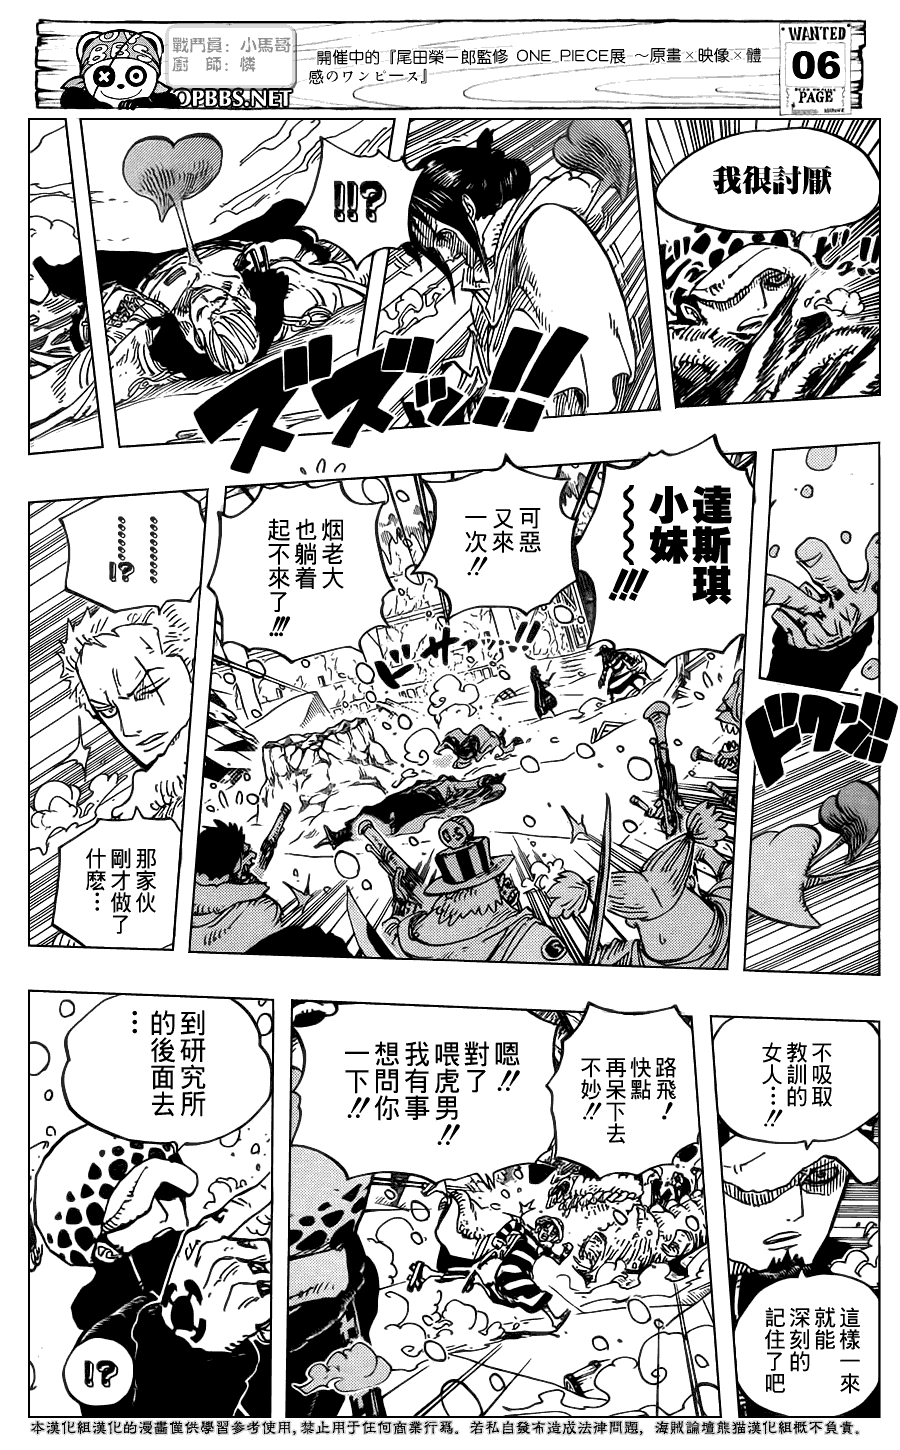 戰鬥員：小馬哥
廚　師：憐
OPBBS.NET
開催中的『尾田榮一郎監修 ONE PIECE展 ～原畫×映像×體
感のワンピース』
WANTED
06
PAGE
我很討厭
ビュ!!
!!?
ズズズッ!!
達斯琪
小妹
～～～!!!
可惡
又來
一次!!
烟老大
也躺着
起不來了!!!
ドサッ…!!
ドクン!!
………
………
!?
那家伙
剛才做了
什麽…
不吸取
教訓的
女人…!!
這樣一來
就能
深刻的
記住了吧
路飛!
快點
再呆下去
不妙!!
嗯!!
對了
喂虎男!!
我有事
想問你
一下!!
到研究所
的後面去
…
!?
本漢化組漢化的漫畫僅供學習參考使用,禁止用于任何商業行爲。若私自發布造成法律問題,海賊論壇熊猫漢化組概不負責。